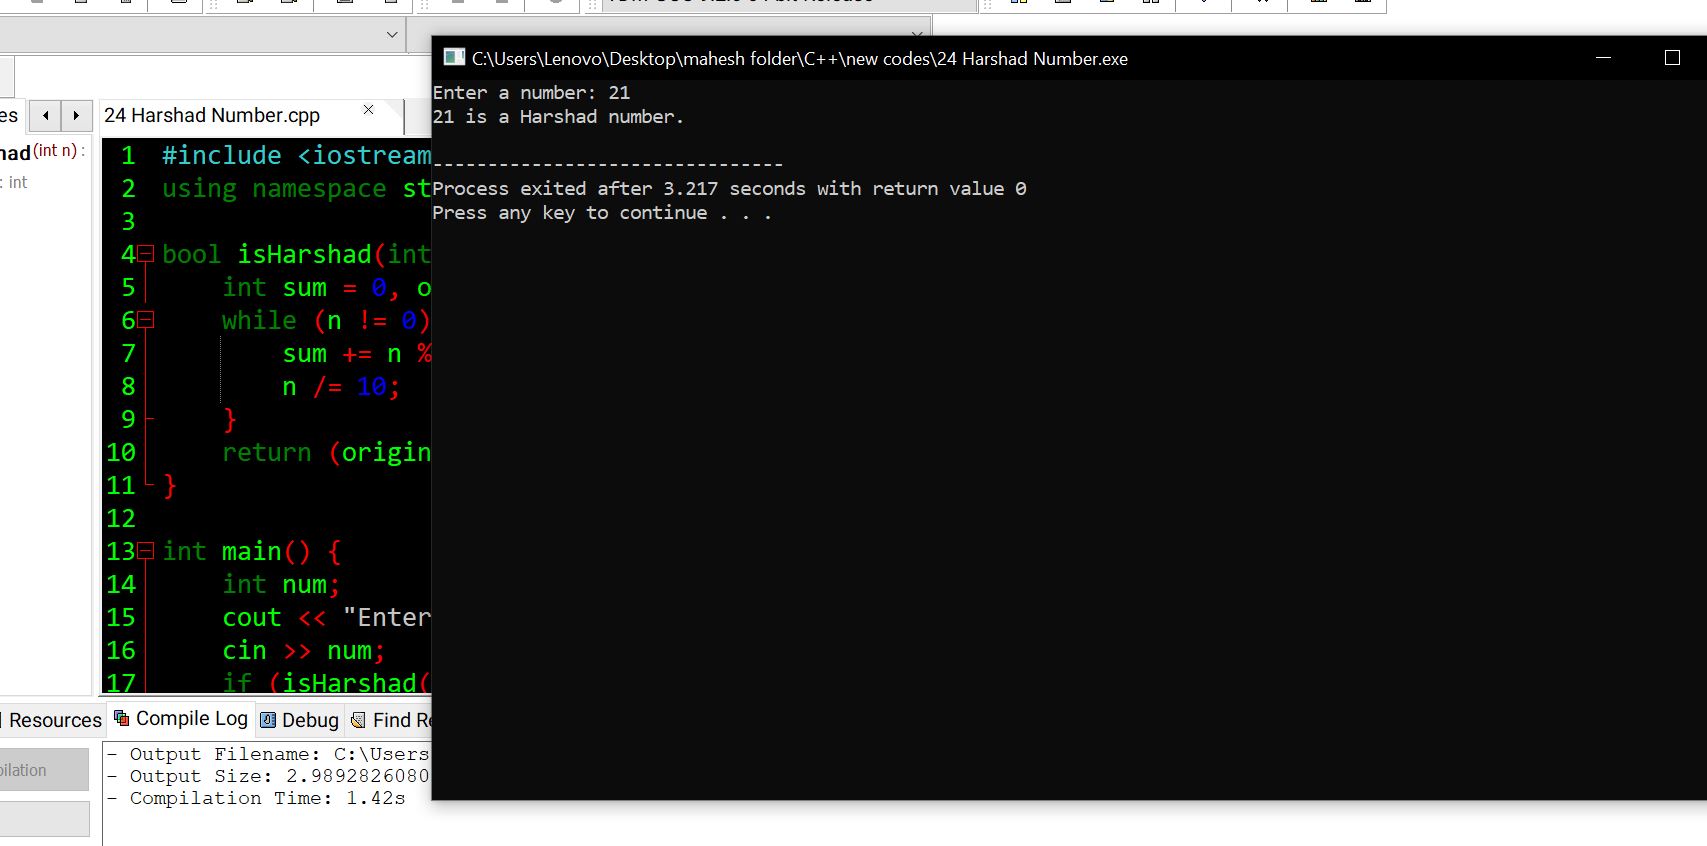 C:\Users\Lenovo\Desktop\mahesh folder\C++\new codes\24 Harshad Number.exe
Enter a number: 21
21 is a Harshad number.
--------------------------------
Process exited after 3.217 seconds with return value 0
Press any key to continue . . .
es
24 Harshad Number.cpp
had(int n) :
: int
1 #include <iostream
2 using namespace st
3
4 bool isHarshad(int
5 int sum = 0, o
6 while (n != 0)
7 sum += n %
8 n /= 10;
9 }
10 return (origin
11 }
12
13 int main() {
14 int num;
15 cout << "Enter
16 cin >> num;
17 if (isHarshad(
Resources
Compile Log
Debug
Find Re
ilation
- Output Filename: C:\Users
- Output Size: 2.9892826080
- Compilation Time: 1.42s